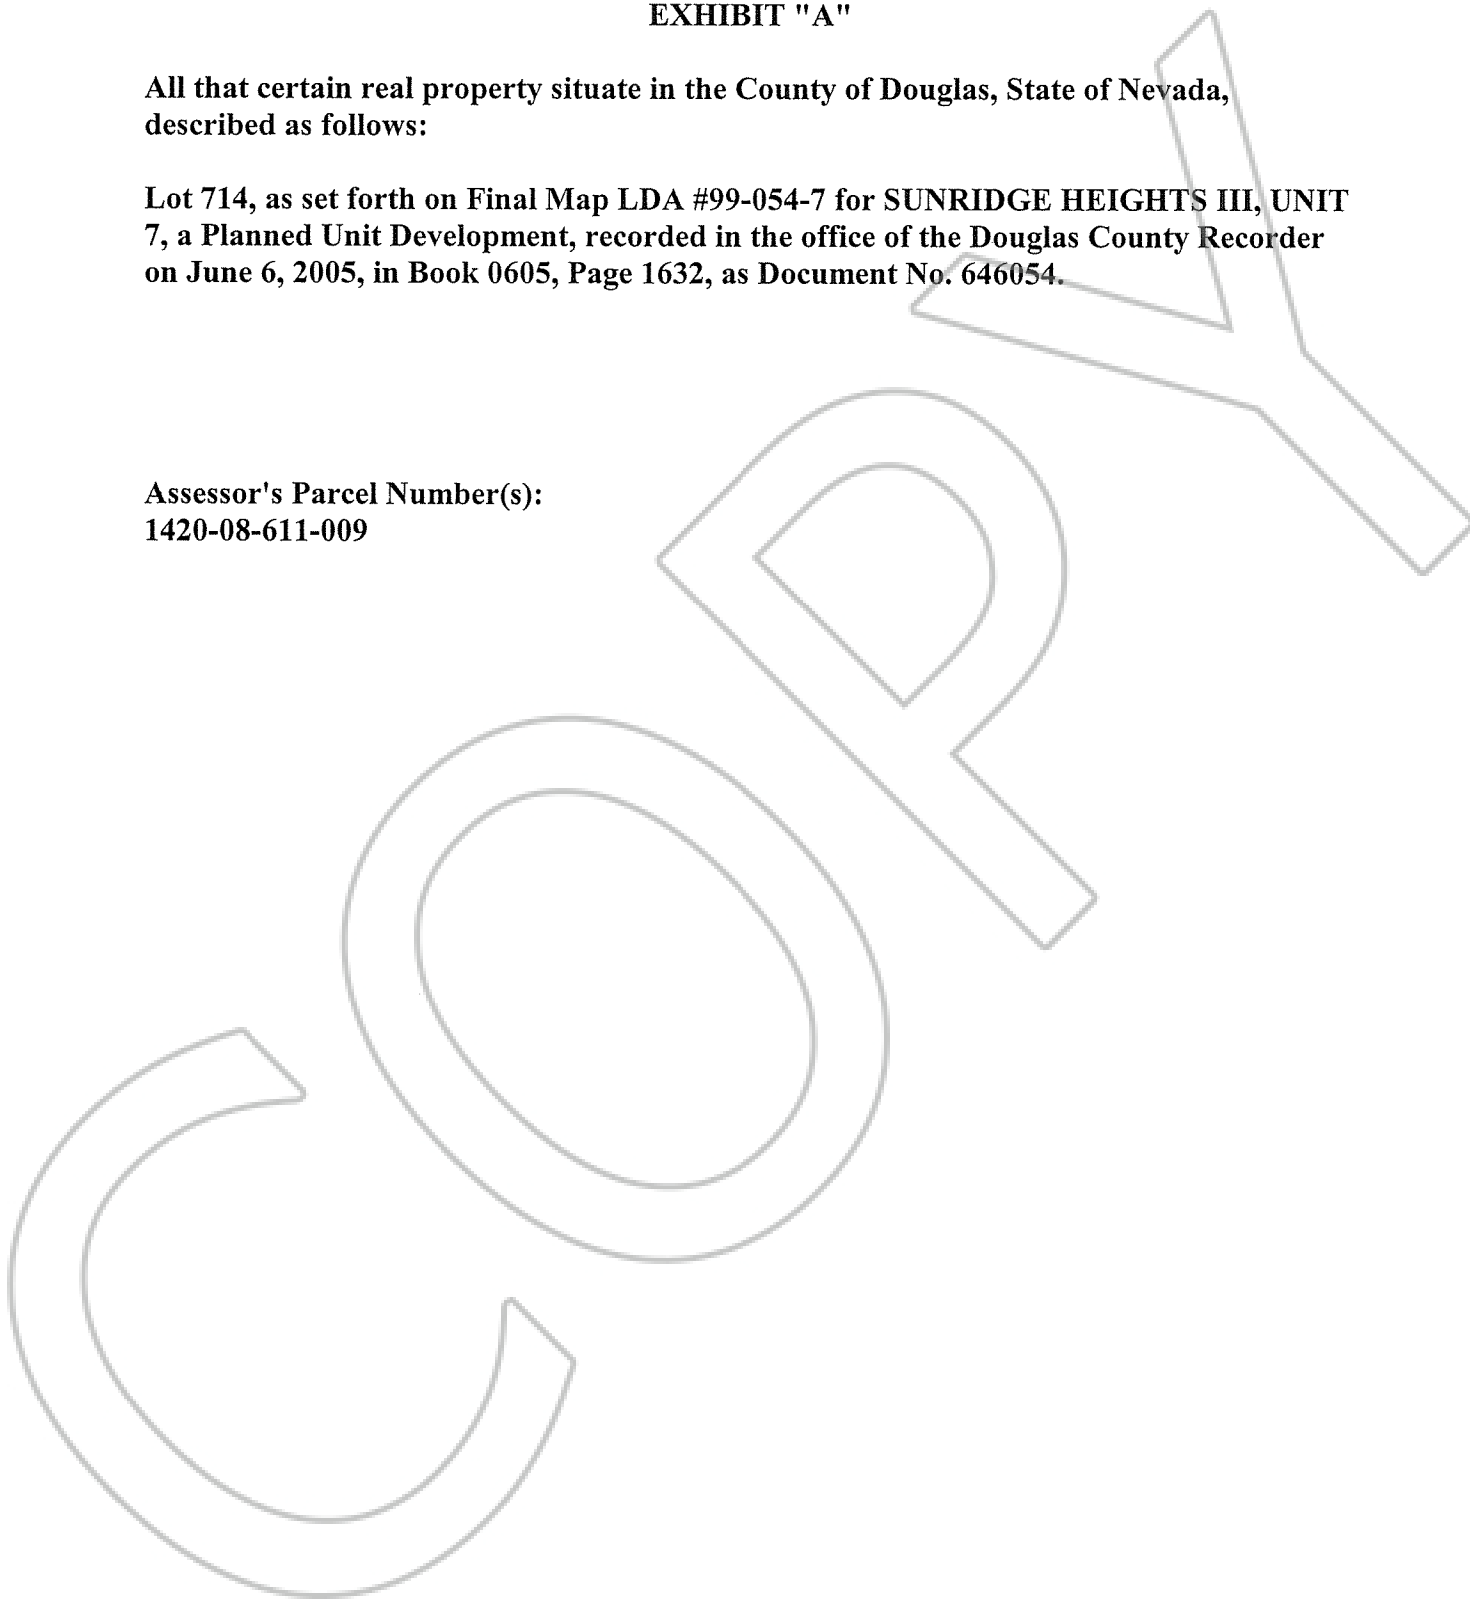 EXHIBIT "A"
All that certain real property situate in the County of Douglas, State of Nevada,
described as follows:
Lot 714, as set forth on Final Map LDA #99-054-7 for SUNRIDGE HEIGHTS III, UNIT
7, a Planned Unit Development, recorded in the office of the Douglas County Recorder
on June 6, 2005, in Book 0605, Page 1632, as Document No. 646054.
Assessor's Parcel Number(s):
1420-08-611-009
COPY